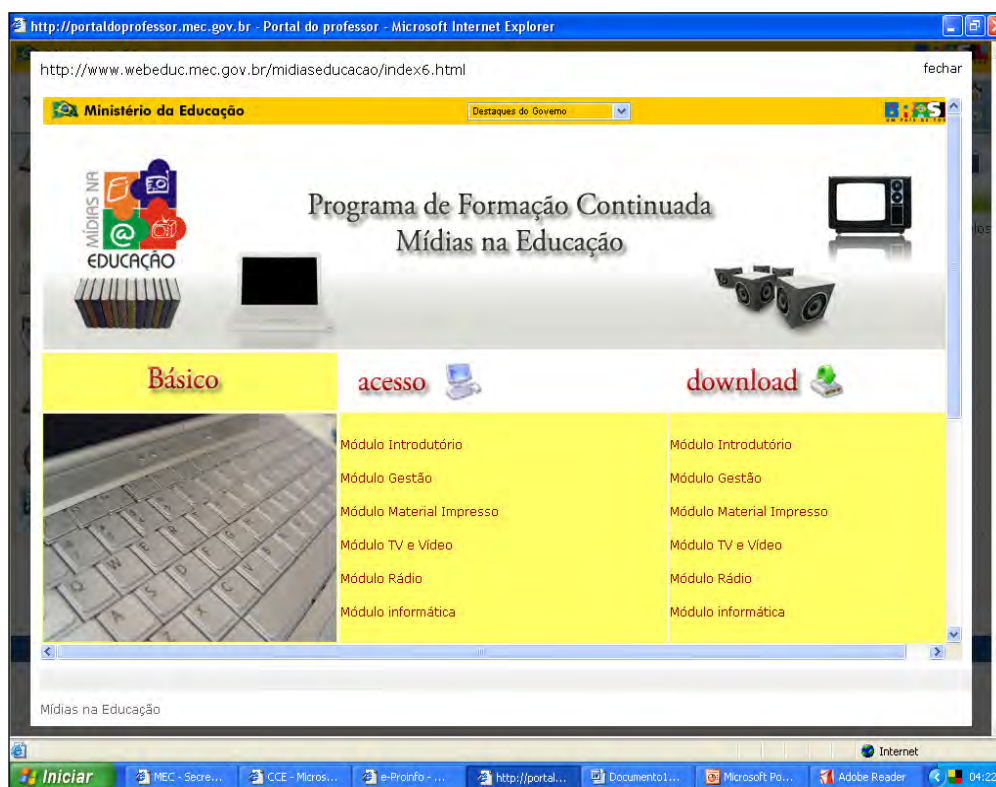 http://portaldoprofessor.mec.gov.br - Portal do professor - Microsoft Internet Explorer
http://www.webeduc.mec.gov.br/midiaseducacao/index6.html
fechar
Ministério da Educação
Destaques do Governo
BRASIL
MÍDIAS NA
EDUCAÇÃO
Programa de Formação Continuada
Mídias na Educação
Básico
acesso
download
Módulo Introdutório
Módulo Introdutório
Módulo Gestão
Módulo Gestão
Módulo Material Impresso
Módulo Material Impresso
Módulo TV e Vídeo
Módulo TV e Vídeo
Módulo Rádio
Módulo Rádio
Módulo informática
Módulo informática
Mídias na Educação
Internet
Iniciar
MEC - Secre...
CCE - Micros...
e-Proinfo - ...
http://portal...
Documento1...
Microsoft Po...
Adobe Reader
04:22